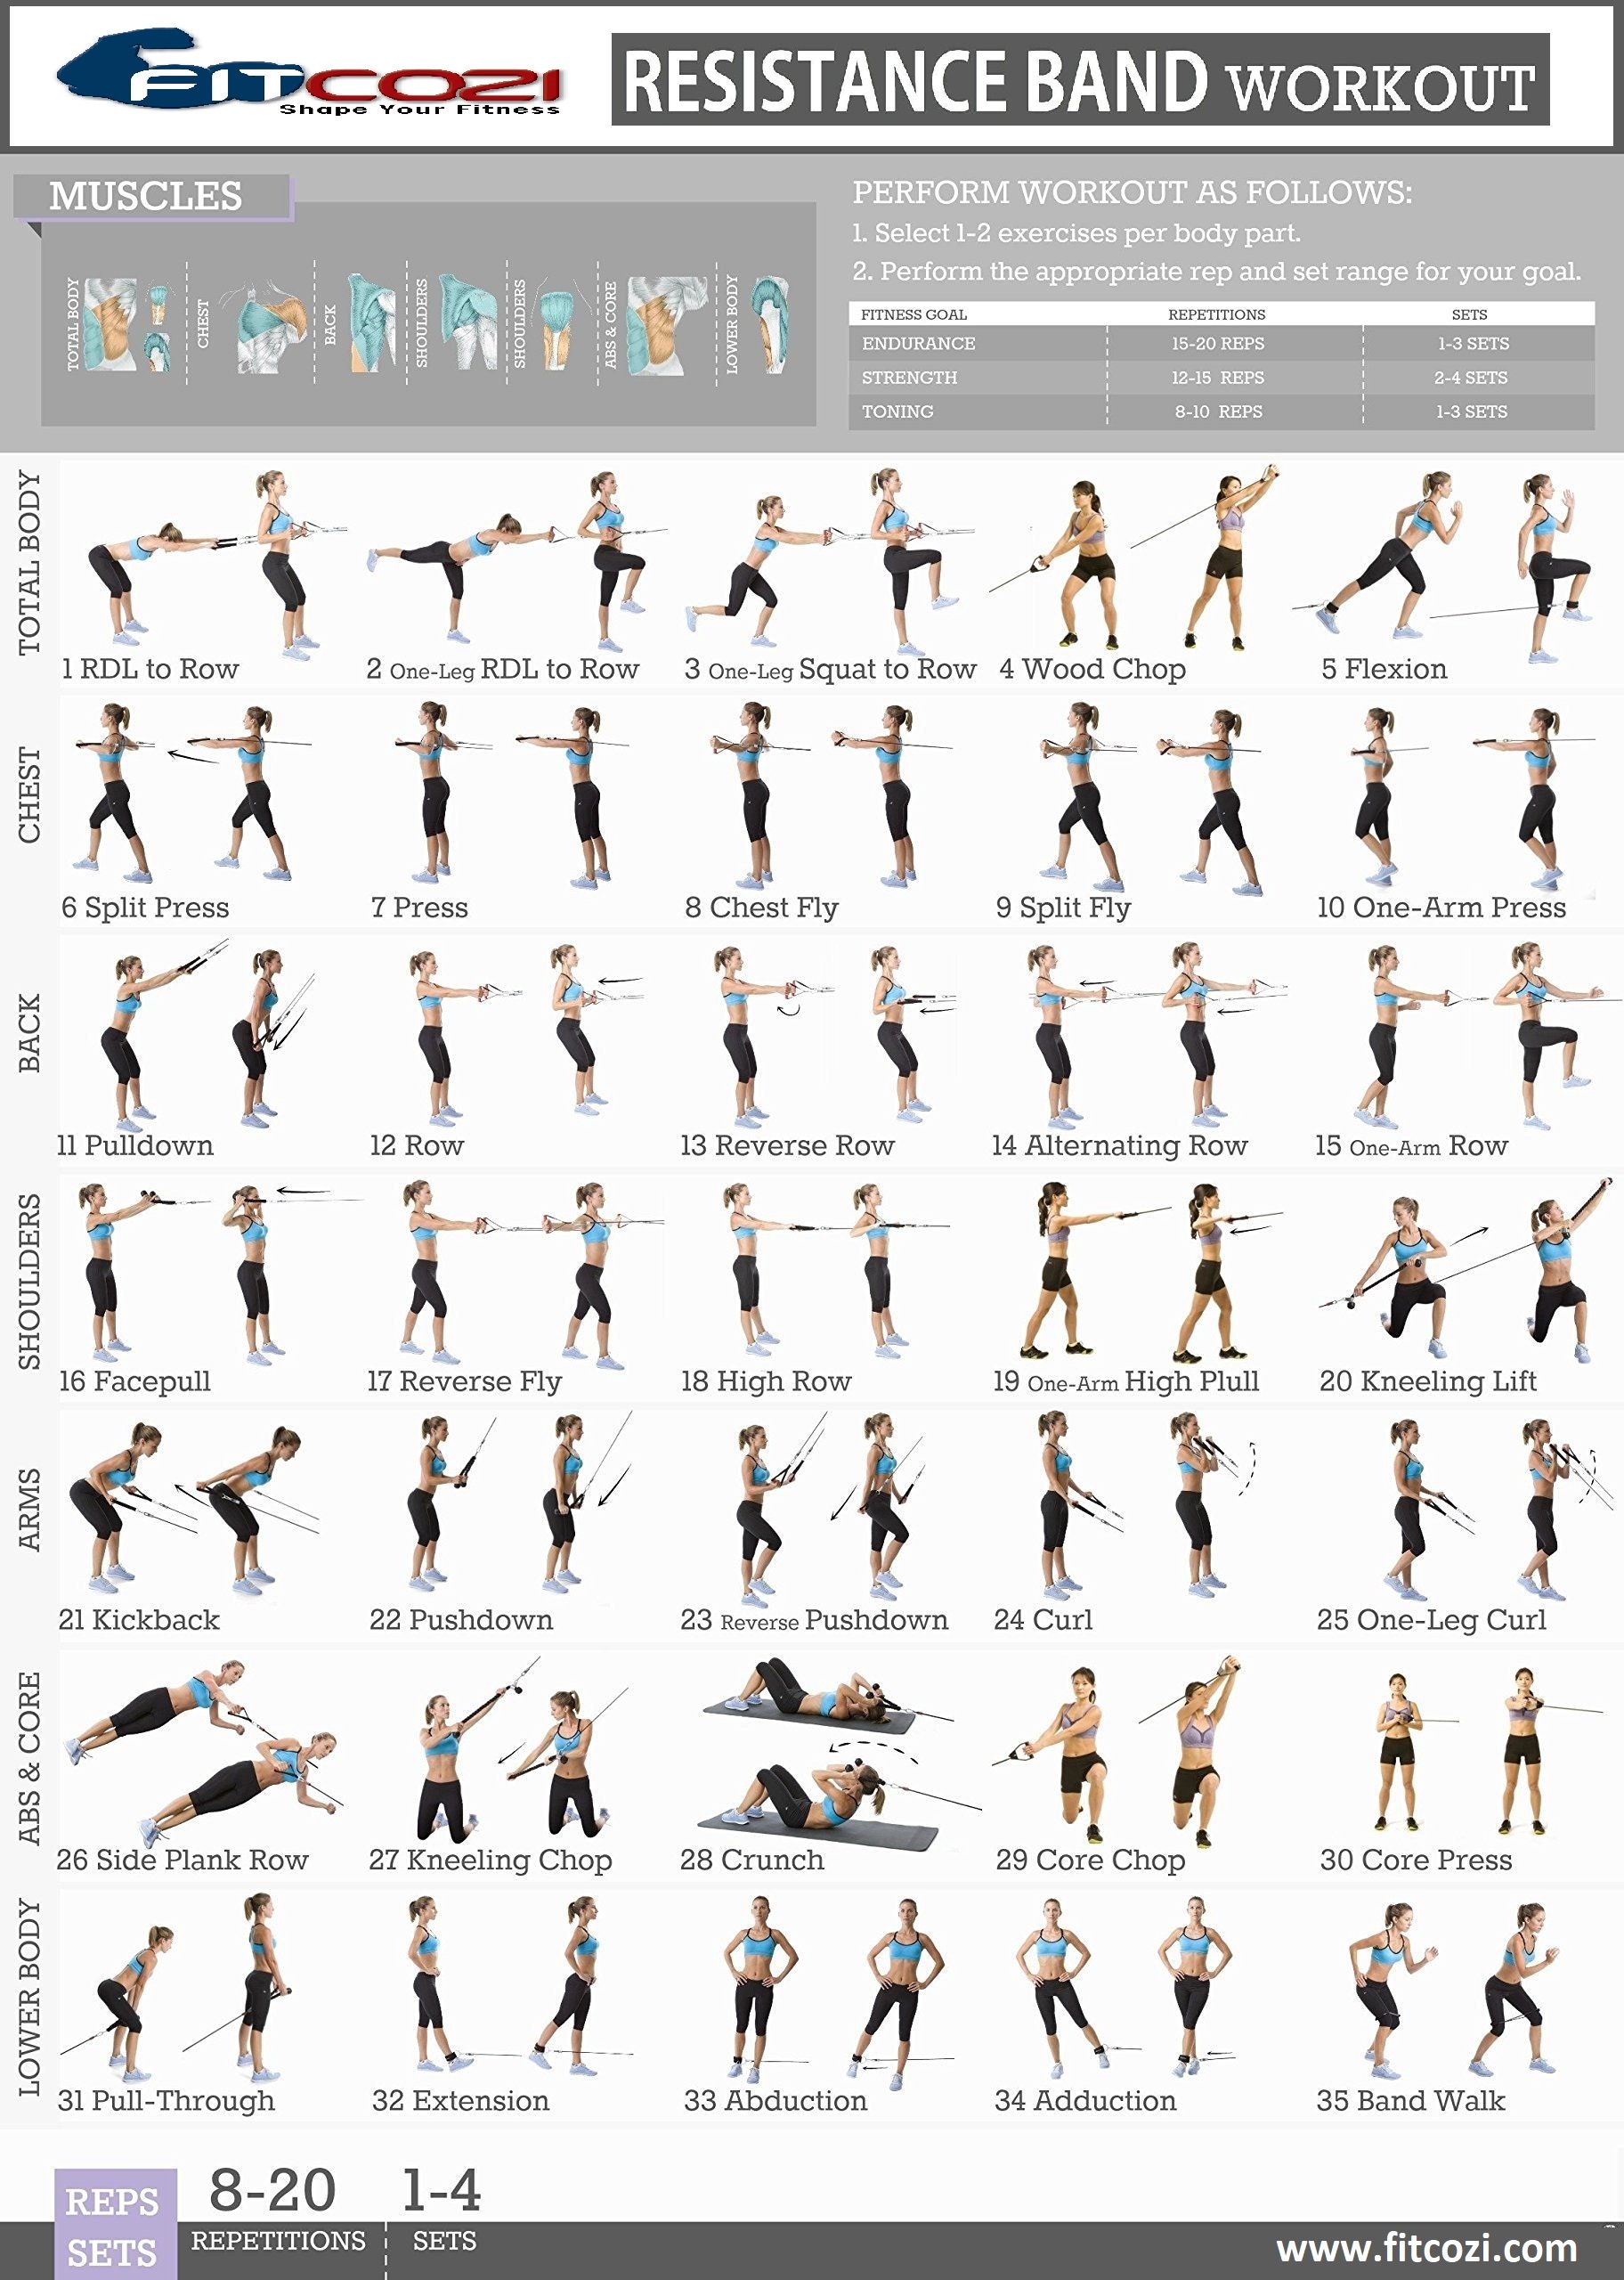 FITCOZI
Shape Your Fitness
RESISTANCE BAND WORKOUT
MUSCLES
TOTAL BODY
CHEST
BACK
SHOULDERS
SHOULDERS
ABS & CORE
LOWER BODY
PERFORM WORKOUT AS FOLLOWS:
1. Select 1-2 exercises per body part.
2. Perform the appropriate rep and set range for your goal.
FITNESS GOAL REPETITIONS SETS
ENDURANCE 15-20 REPS 1-3 SETS
STRENGTH 12-15 REPS 2-4 SETS
TONING 8-10 REPS 1-3 SETS
TOTAL BODY
1 RDL to Row
2 One-Leg RDL to Row
3 One-Leg Squat to Row
4 Wood Chop
5 Flexion
CHEST
6 Split Press
7 Press
8 Chest Fly
9 Split Fly
10 One-Arm Press
BACK
11 Pulldown
12 Row
13 Reverse Row
14 Alternating Row
15 One-Arm Row
SHOULDERS
16 Facepull
17 Reverse Fly
18 High Row
19 One-Arm High Plull
20 Kneeling Lift
ARMS
21 Kickback
22 Pushdown
23 Reverse Pushdown
24 Curl
25 One-Leg Curl
ABS & CORE
26 Side Plank Row
27 Kneeling Chop
28 Crunch
29 Core Chop
30 Core Press
LOWER BODY
31 Pull-Through
32 Extension
33 Abduction
34 Adduction
35 Band Walk
REPS
SETS
8-20
REPETITIONS
1-4
SETS
www.fitcozi.com